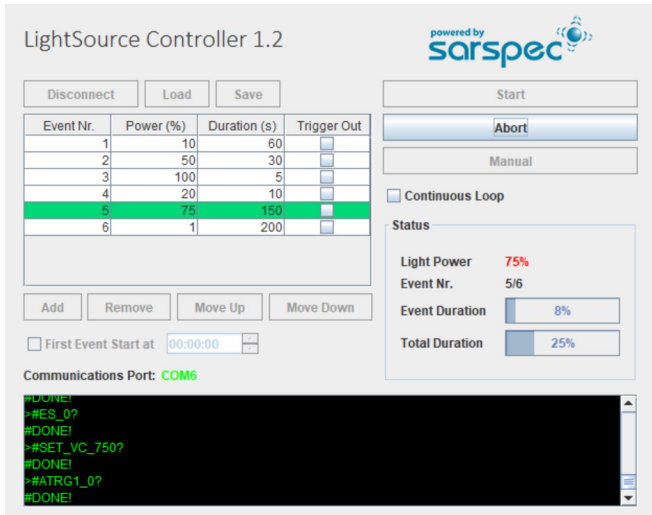 LightSource Controller 1.2
powered by
sarspec
Disconnect Load Save
Event Nr. Power (%) Duration (s) Trigger Out
1 10 60
2 50 30
3 100 5
4 20 10
5 75 150
6 1 200
Add Remove Move Up Move Down
First Event Start at 00:00:00
Communications Port: COM6
Start
Abort
Manual
Continuous Loop
Status
Light Power 75%
Event Nr. 5/6
Event Duration 8%
Total Duration 25%
#DONE!
>#ES_0?
#DONE!
>#SET_VC_750?
#DONE!
>#ATRG1_0?
#DONE!